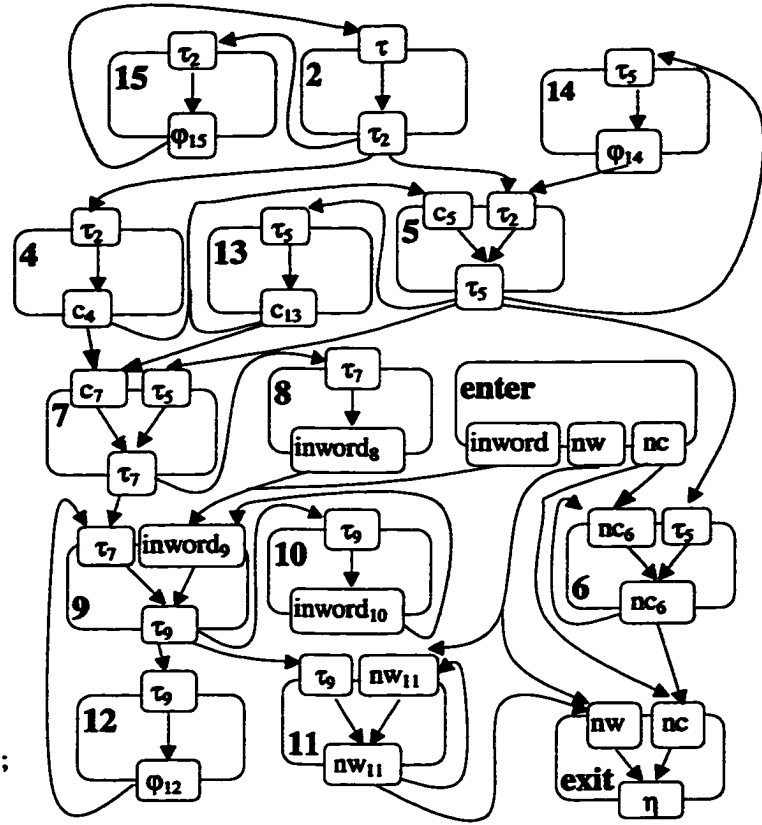 τ₂ τ τ₅
15 2 14
φ₁₅ τ₂ φ₁₄
τ₂ τ₅ c₅ τ₂
4 13 5
c₄ c₁₃ τ₅
c₇ τ₅ τ₇ enter
7 8
τ₇ inword₈ inword nw nc
τ₇ inword₉ τ₉ nc₆ τ₅
9 10 6
τ₉ inword₁₀ nc₆
τ₉ τ₉ nw₁₁ nw nc
12 11 exit
; φ₁₂ nw₁₁ η